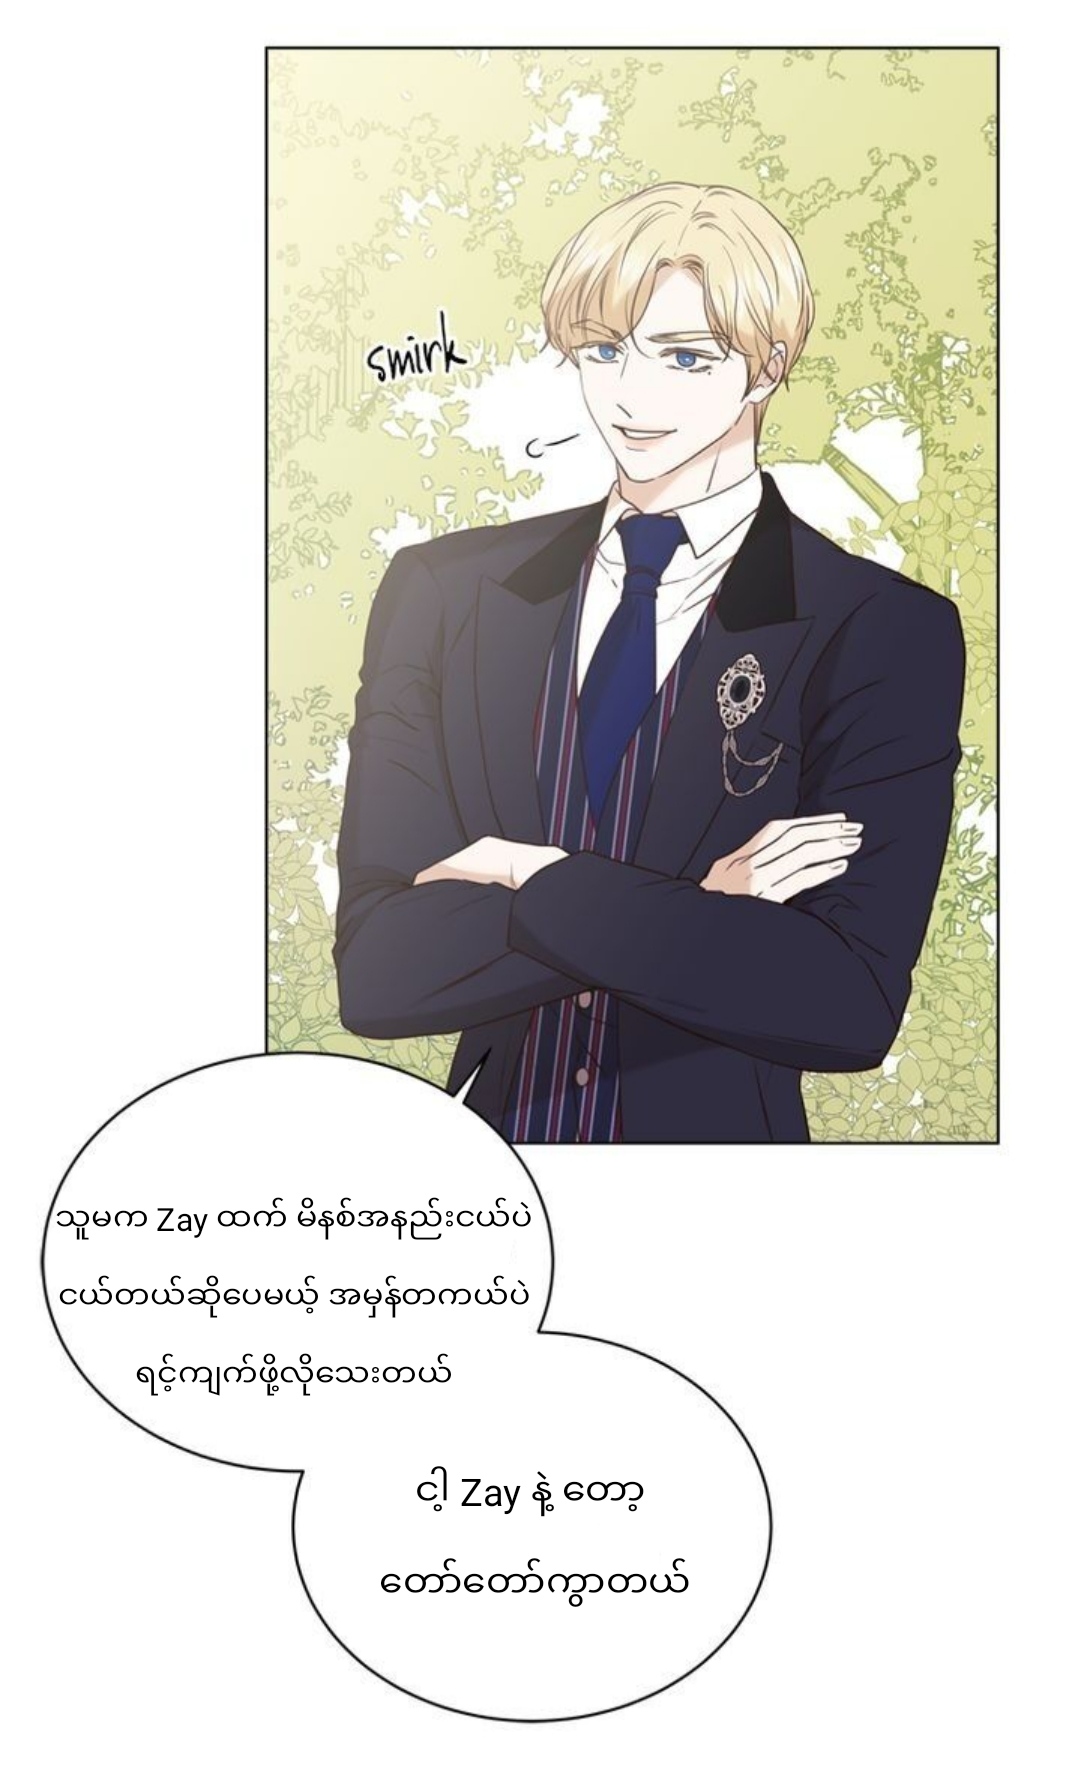 smirk
သူမက Zay ထက် မိနစ်အနည်းငယ်ပဲ
ငယ်တယ်ဆိုပေမယ့် အမှန်တကယ်ပဲ
ရင့်ကျက်ဖို့လိုသေးတယ်
ငါ့ Zay နဲ့ တော့
တော်တော်ကွာတယ်